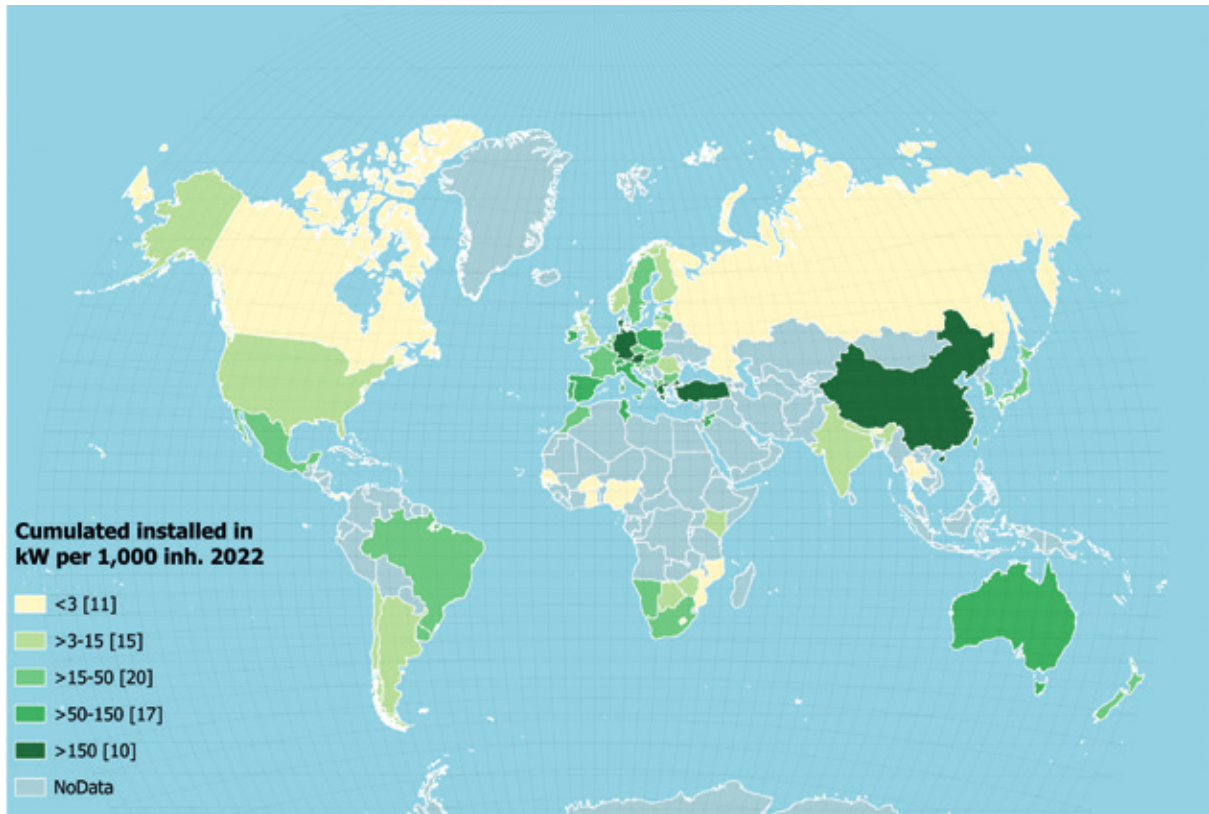 Cumulated installed in
kW per 1,000 inh. 2022
<3 [11]
>3-15 [15]
>15-50 [20]
>50-150 [17]
>150 [10]
NoData